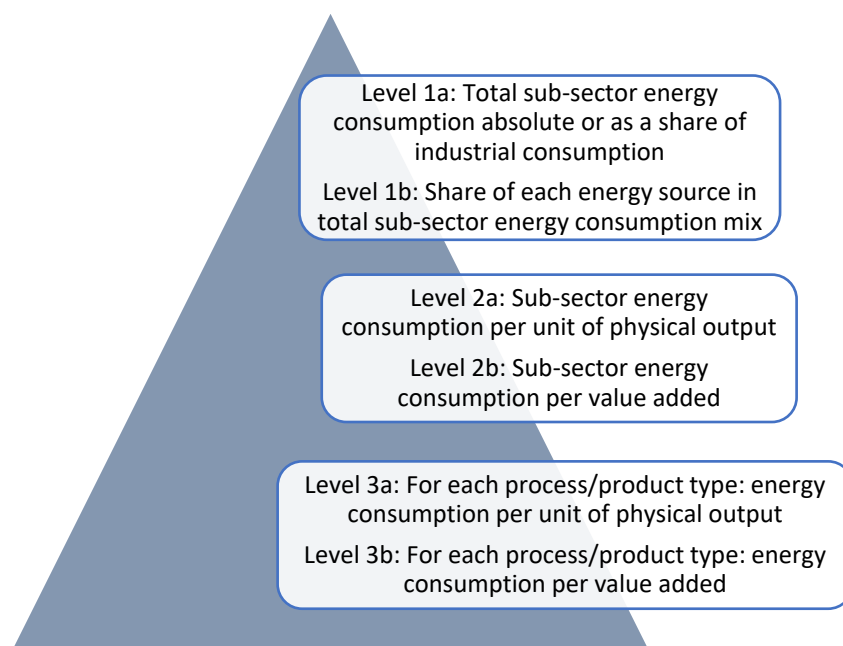 Level 1a: Total sub-sector energy
consumption absolute or as a share of
industrial consumption
Level 1b: Share of each energy source in
total sub-sector energy consumption mix
Level 2a: Sub-sector energy
consumption per unit of physical output
Level 2b: Sub-sector energy
consumption per value added
Level 3a: For each process/product type: energy
consumption per unit of physical output
Level 3b: For each process/product type: energy
consumption per value added